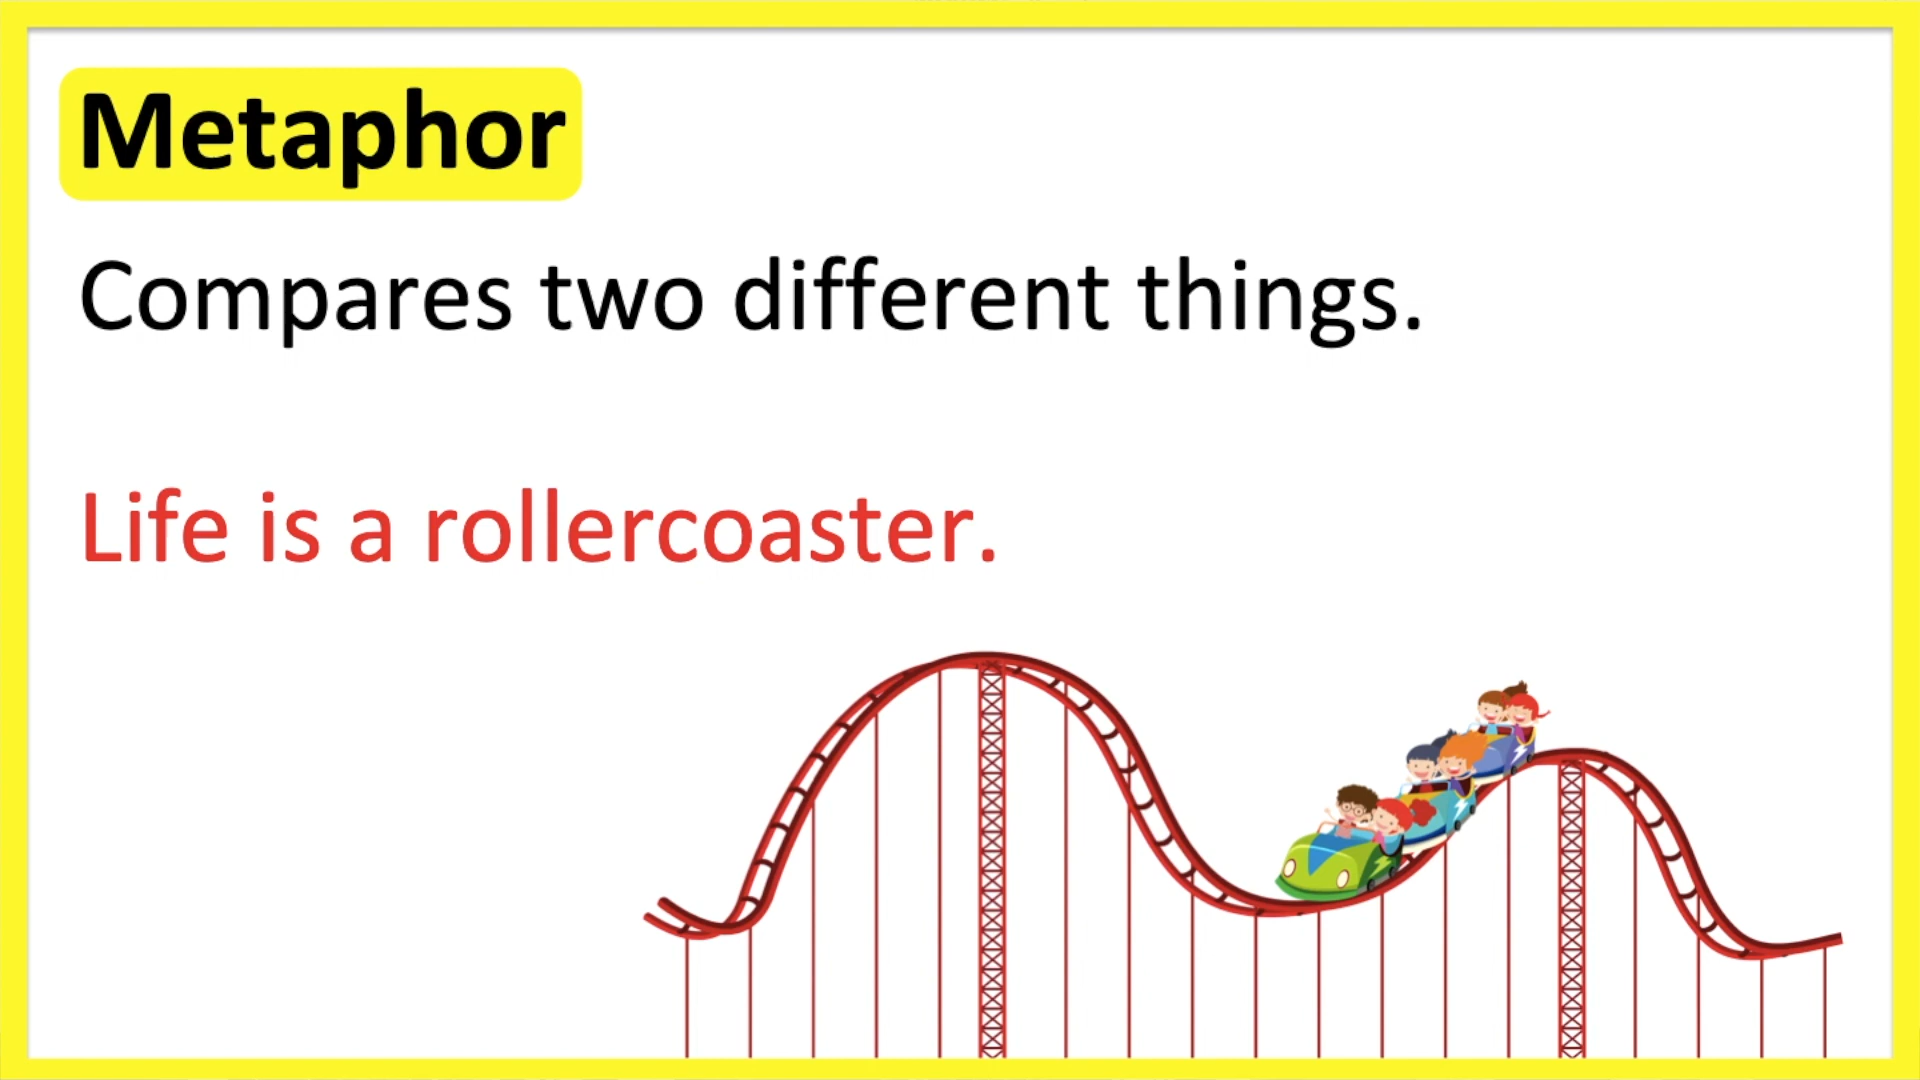 Metaphor
Compares two different things.
Life is a rollercoaster.